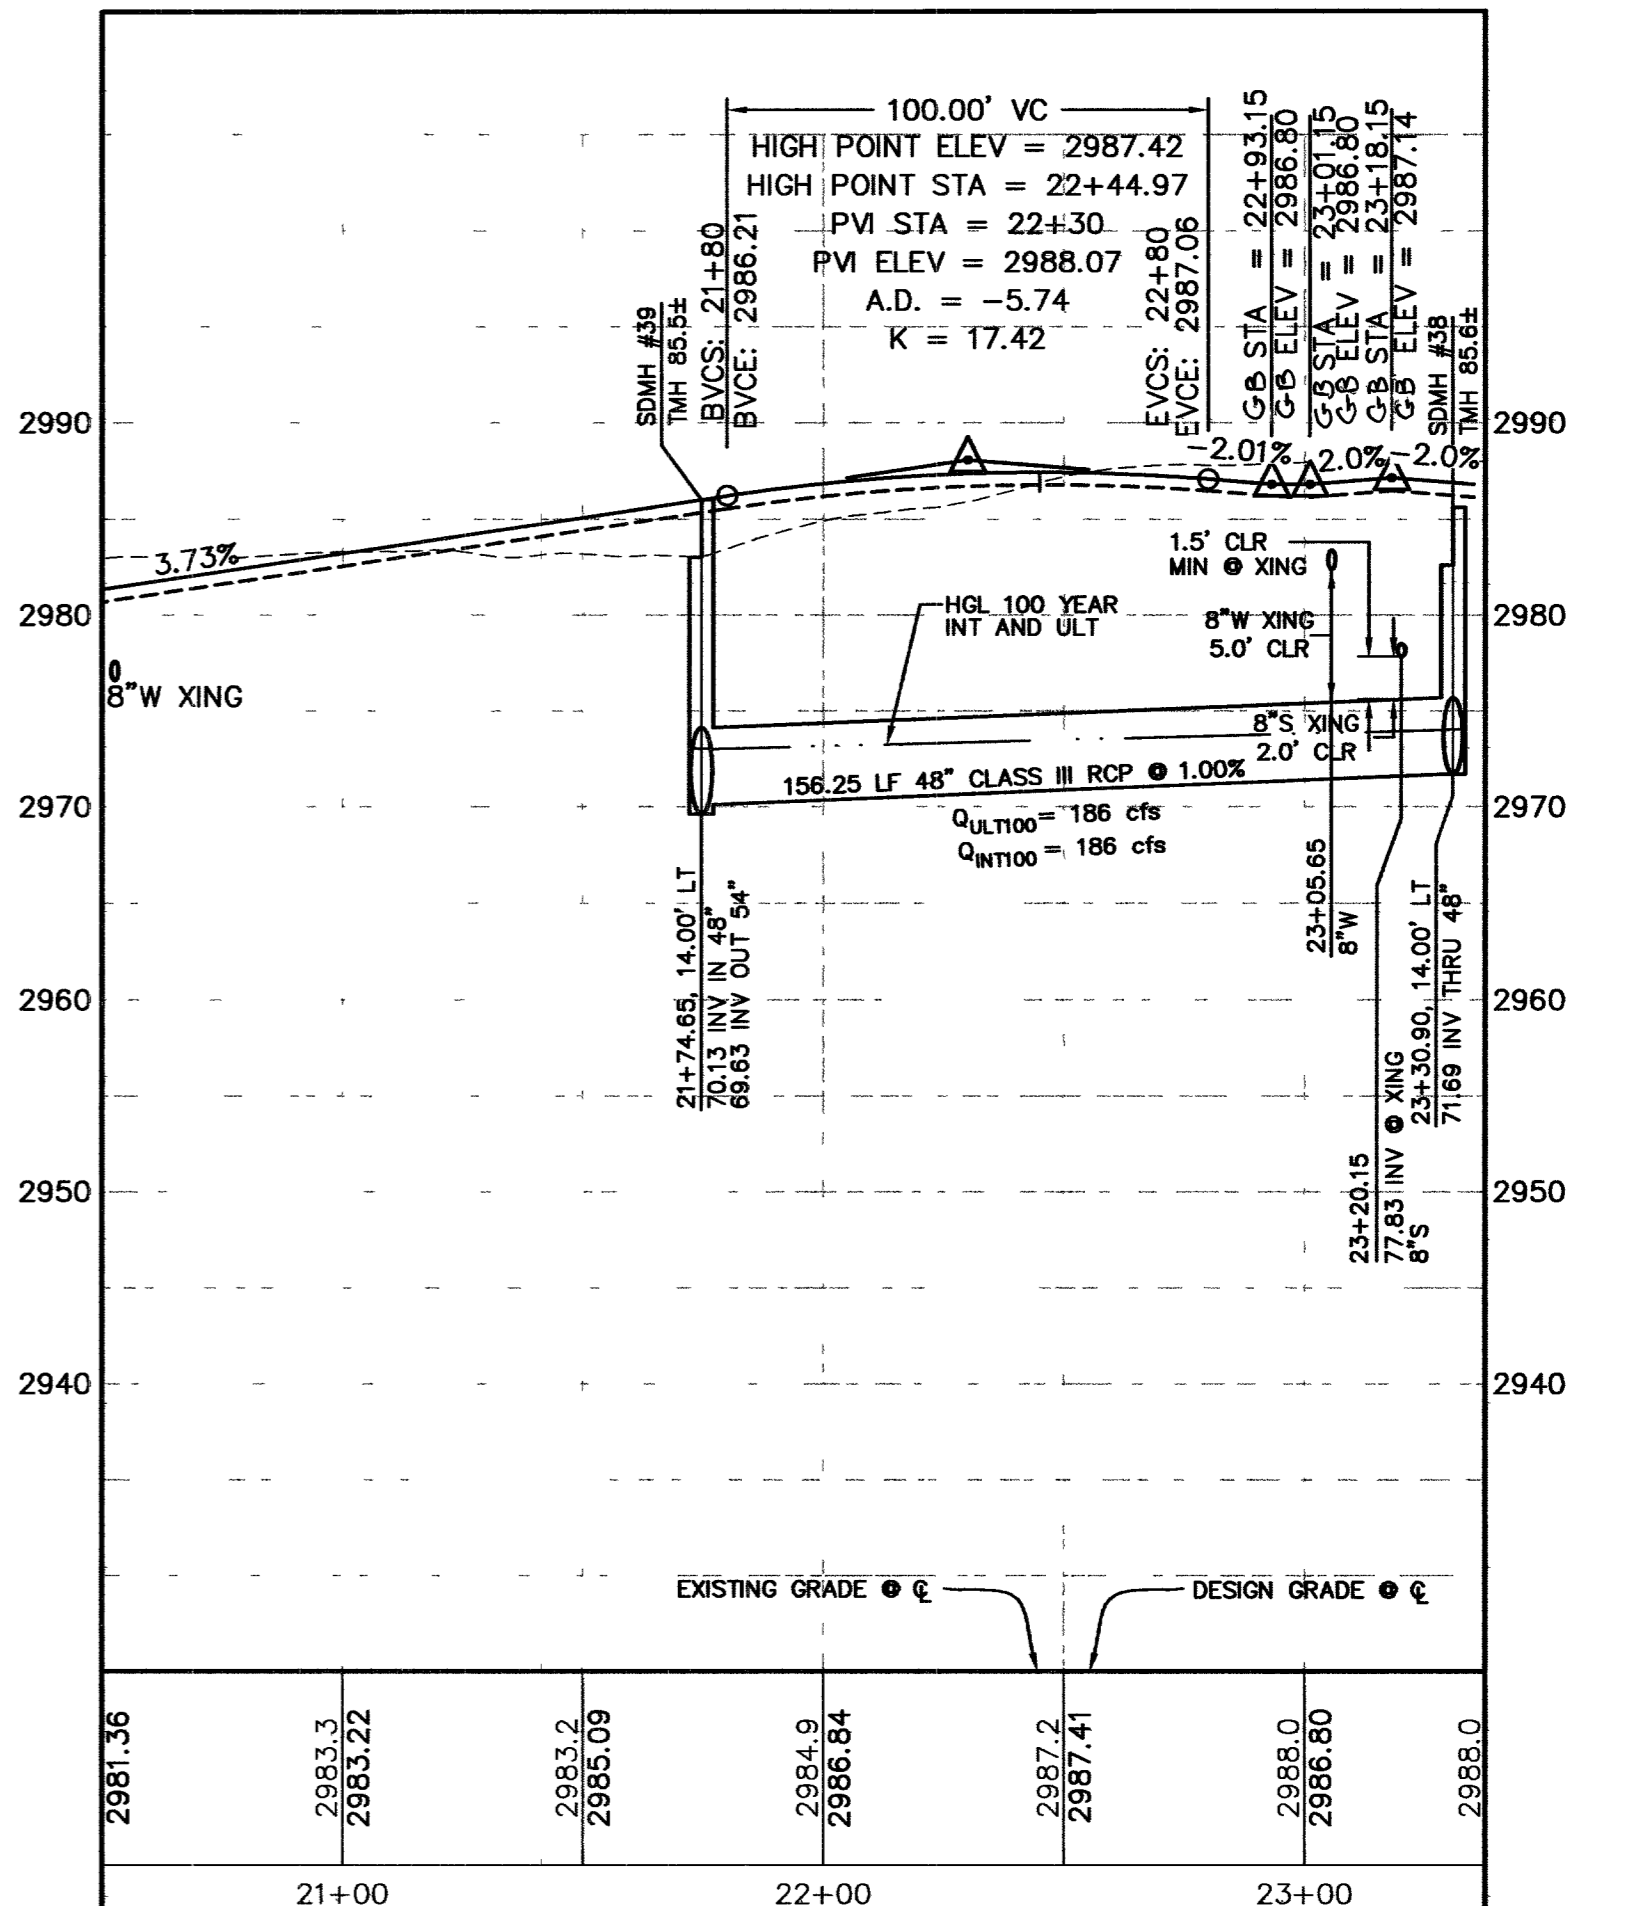 100.00' VC
HIGH POINT ELEV = 2987.42
HIGH POINT STA = 22+44.97
PVI STA = 22+30
PVI ELEV = 2988.07
A.D. = -5.74
K = 17.42
SDMH #39
TMH 85.5±
BVCS: 21+80
BVCE: 2986.21
EVCS: 22+80
EVCE: 2987.06
GB STA = 22+93.15
GB ELEV = 2986.80
GB STA = 23+01.15
GB ELEV = 2986.80
GB STA = 23+18.15
GB ELEV = 2987.14
SDMH #38
TMH 85.6±
2990
2990
-2.01%
2.0%
-2.0%
3.73%
1.5' CLR
MIN @ XING
2980
HGL 100 YEAR
INT AND ULT
8"W XING
5.0' CLR
2980
8"W XING
8"S XING
2.0' CLR
156.25 LF 48" CLASS III RCP @ 1.00%
2970
2970
QULT100= 186 cfs
QINT100= 186 cfs
21+74.65, 14.00' LT
70.13 INV IN 48"
69.63 INV OUT 54"
23+05.65
8"W
23+20.15
77.83 INV @ XING
8"S
23+30.90, 14.00' LT
71.69 INV THRU 48"
2960
2960
2950
2950
2940
2940
EXISTING GRADE @ ℄
DESIGN GRADE @ ℄
2981.36
2983.3
2983.22
2983.2
2985.09
2984.9
2986.84
2987.2
2987.41
2988.0
2986.80
2988.0
21+00
22+00
23+00